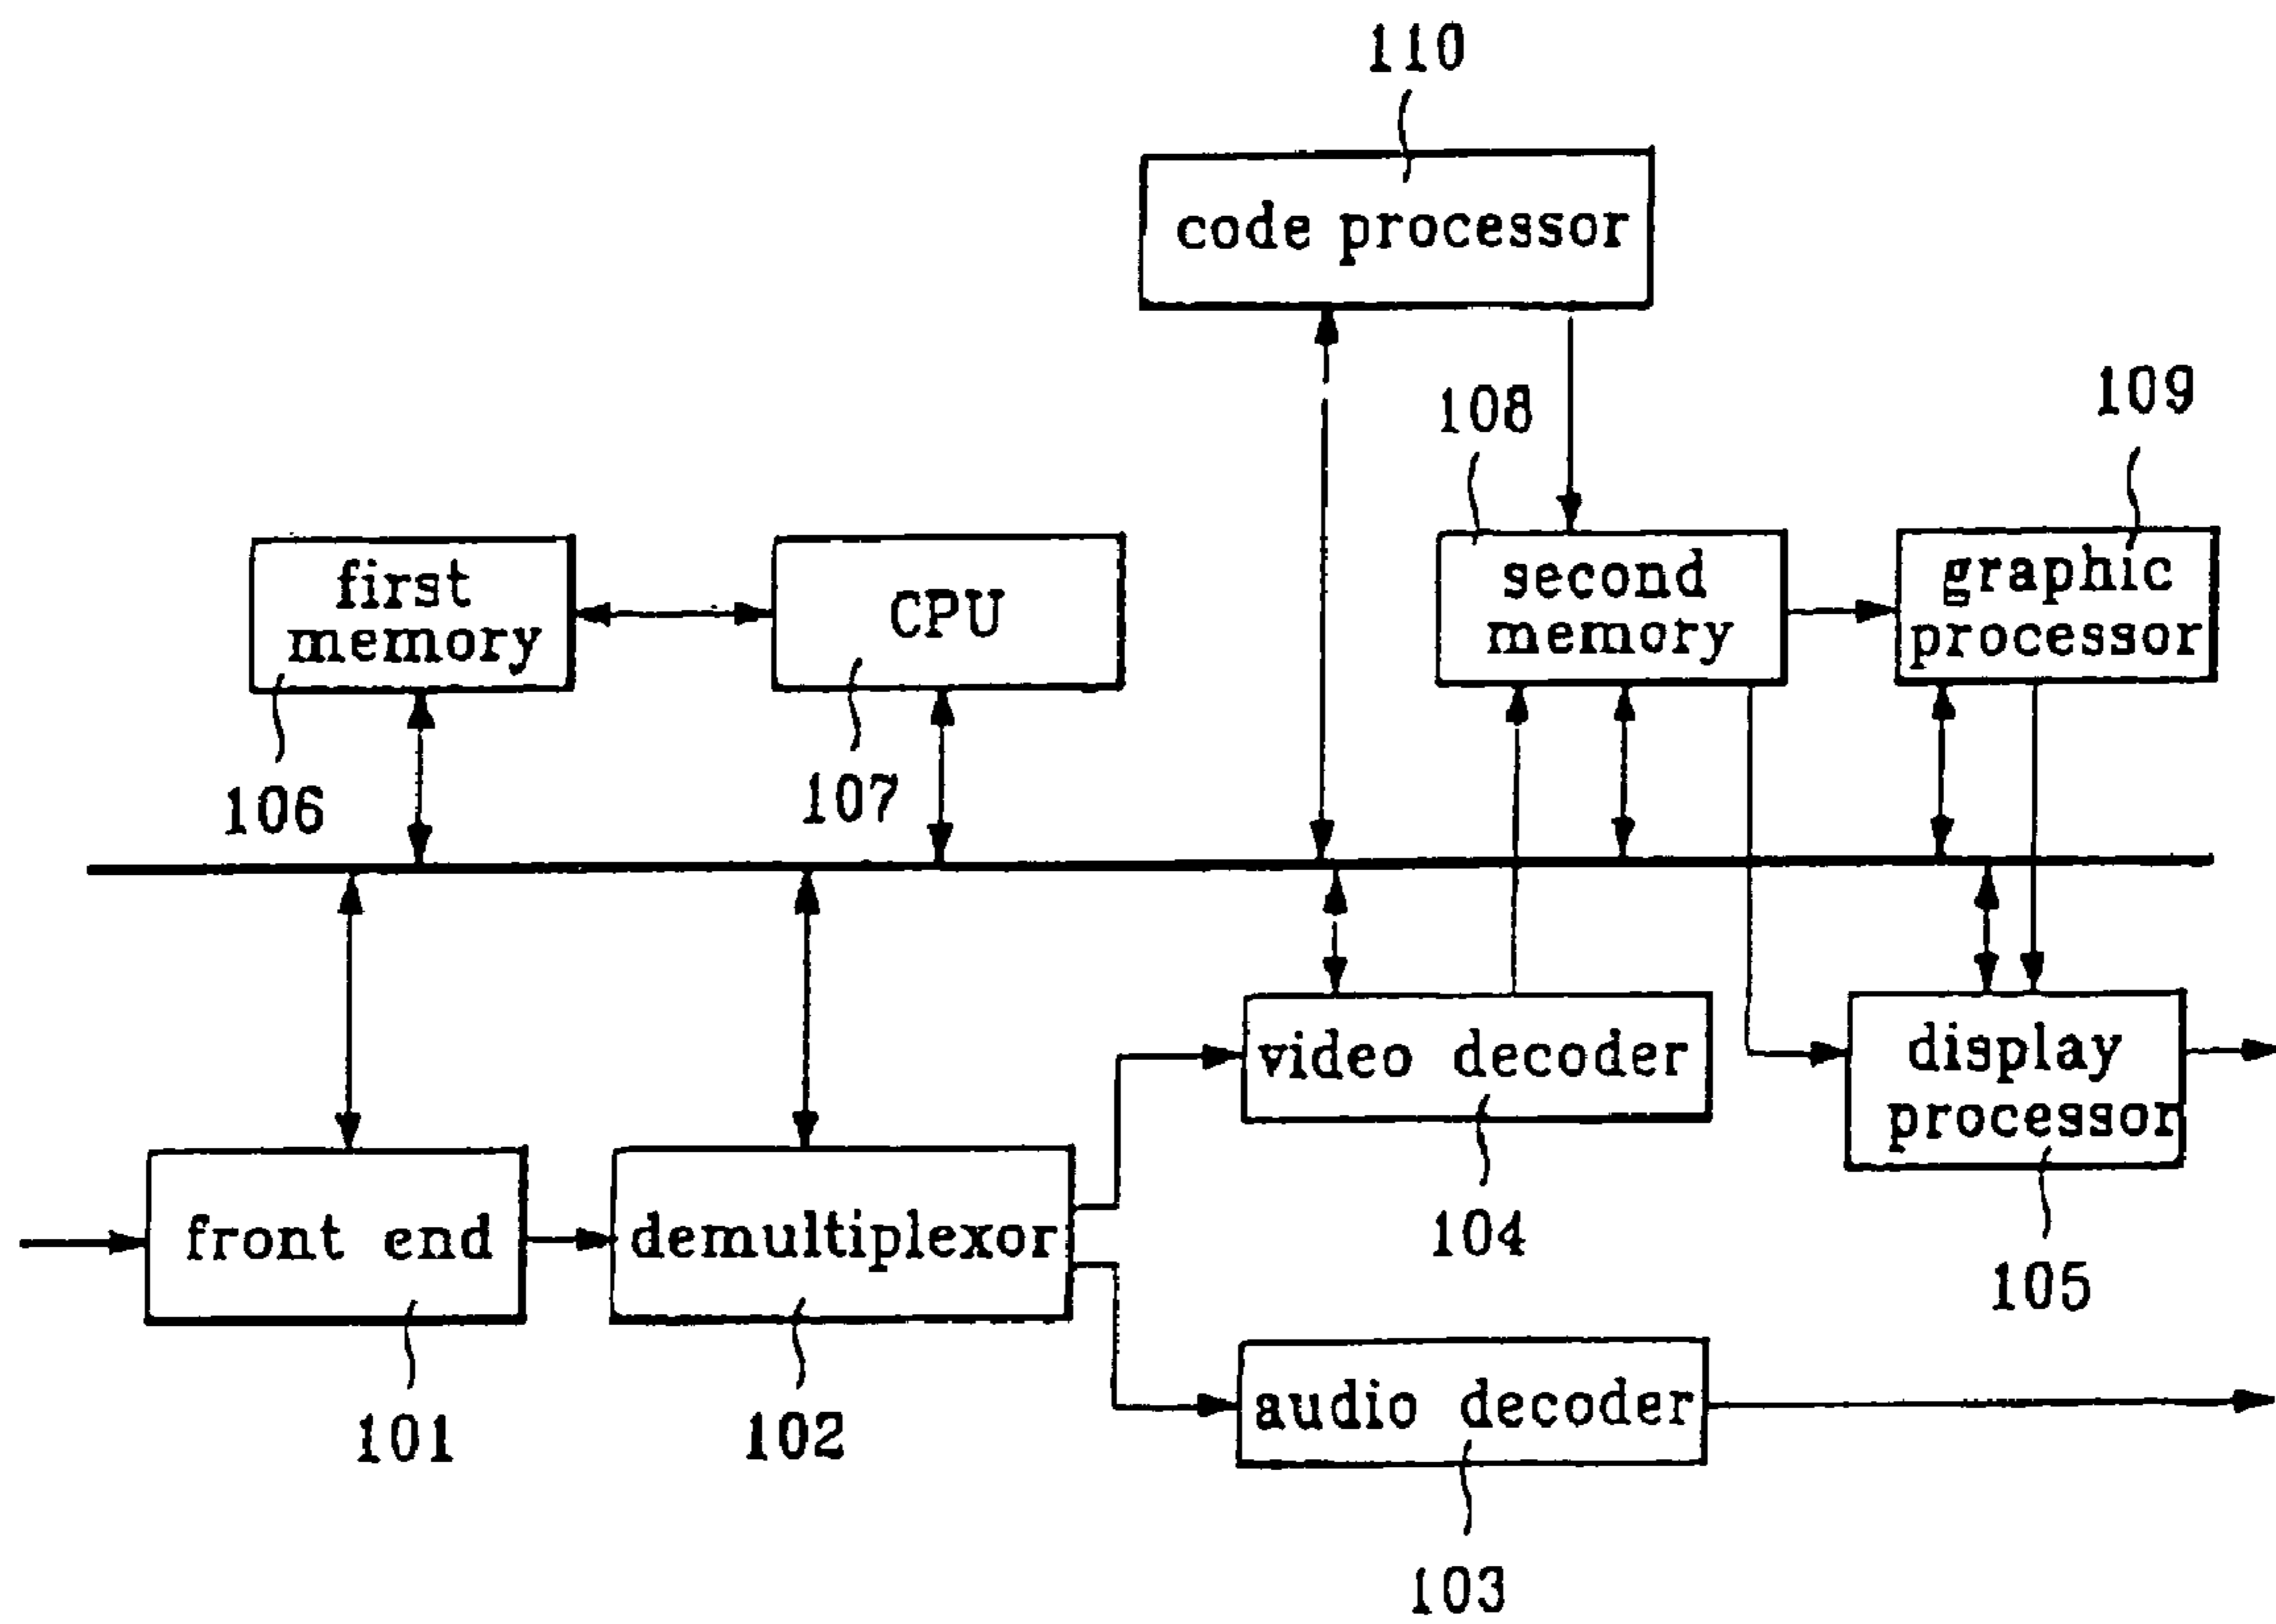 110
code processor
108
109
first
memory
CPU
second
memory
graphic
processor
106
107
video decoder
display
processor
front end
demultiplexor
104
105
audio decoder
101
102
103